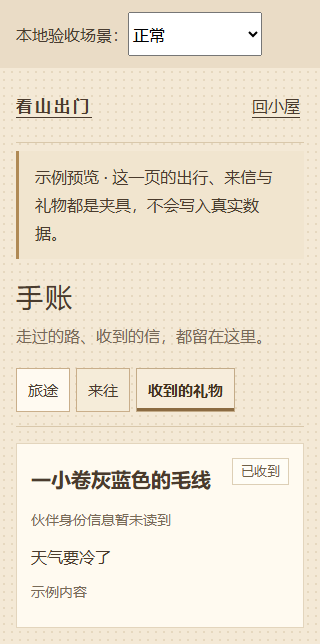 本地验收场景： 正常
看山出门 回小屋
示例预览 · 这一页的出行、来信与
礼物都是夹具，不会写入真实数
据。
手账
走过的路、收到的信，都留在这里。
旅途 来往 收到的礼物
一小卷灰蓝色的毛线 已收到
伙伴身份信息暂未读到
天气要冷了
示例内容